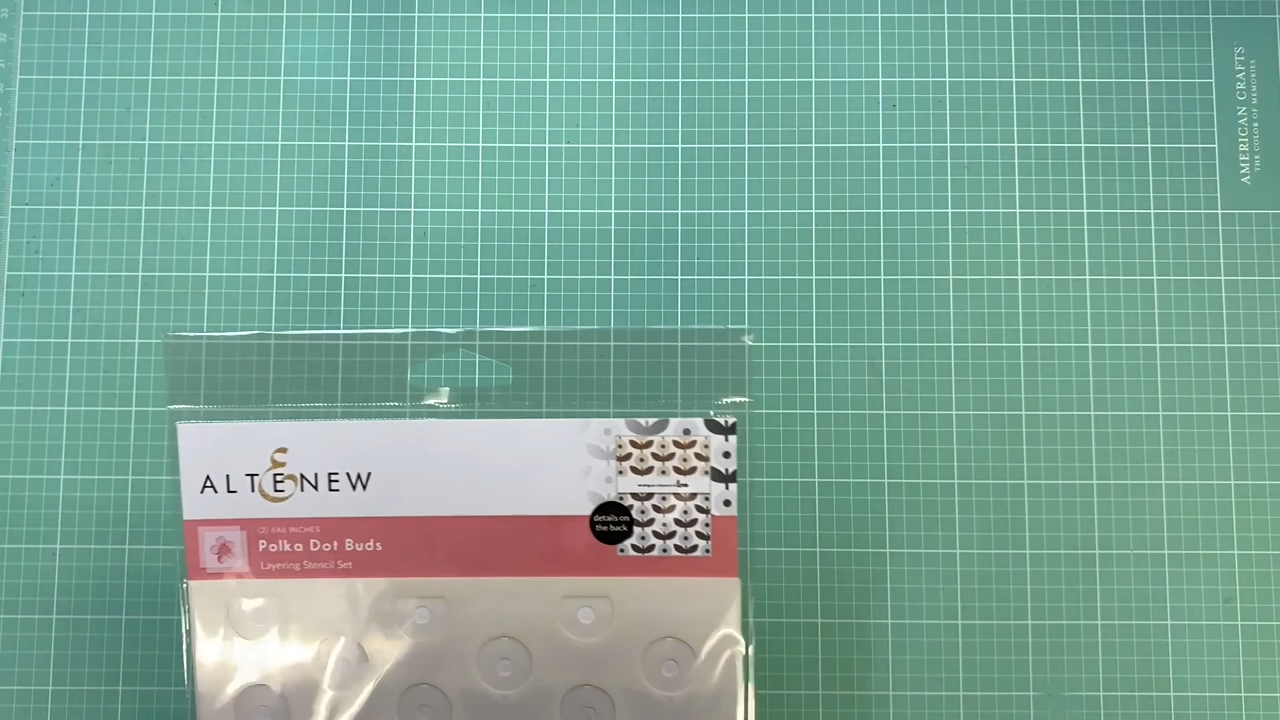 AMERICAN CRAFTS
THE COLOR OF MEMORIES
ALTENEW
details on
the back
(2) 6X6 INCHES
Polka Dot Buds
Layering Stencil Set